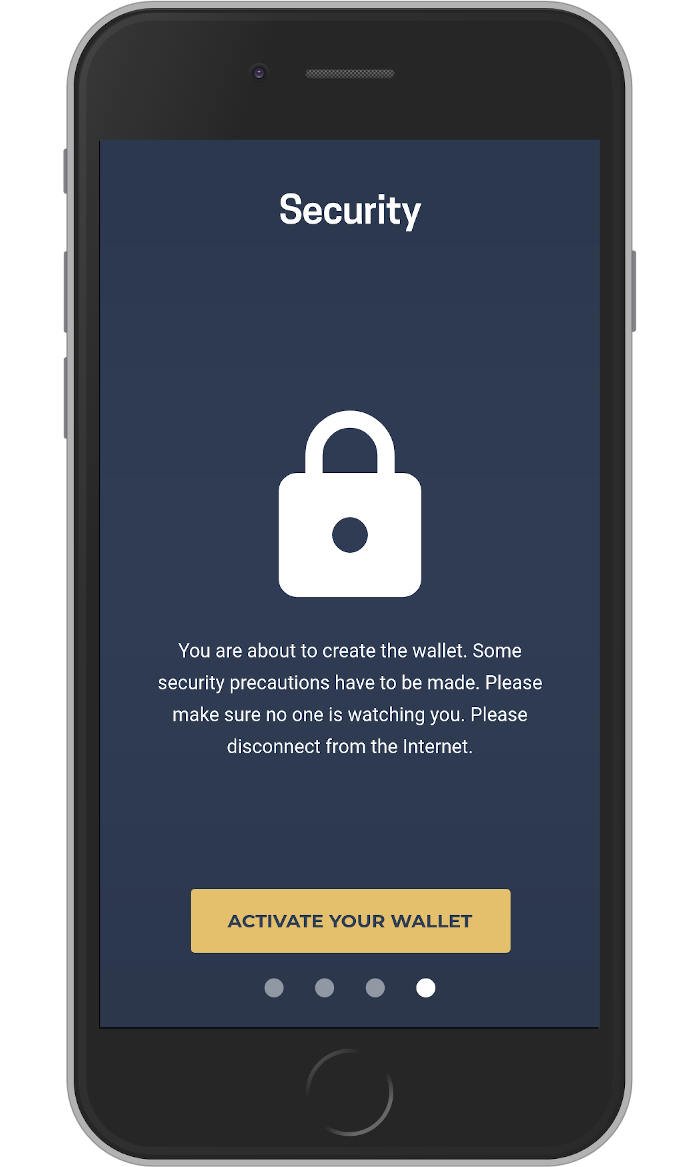 Security
You are about to create the wallet. Some
security precautions have to be made. Please
make sure no one is watching you. Please
disconnect from the Internet.
ACTIVATE YOUR WALLET